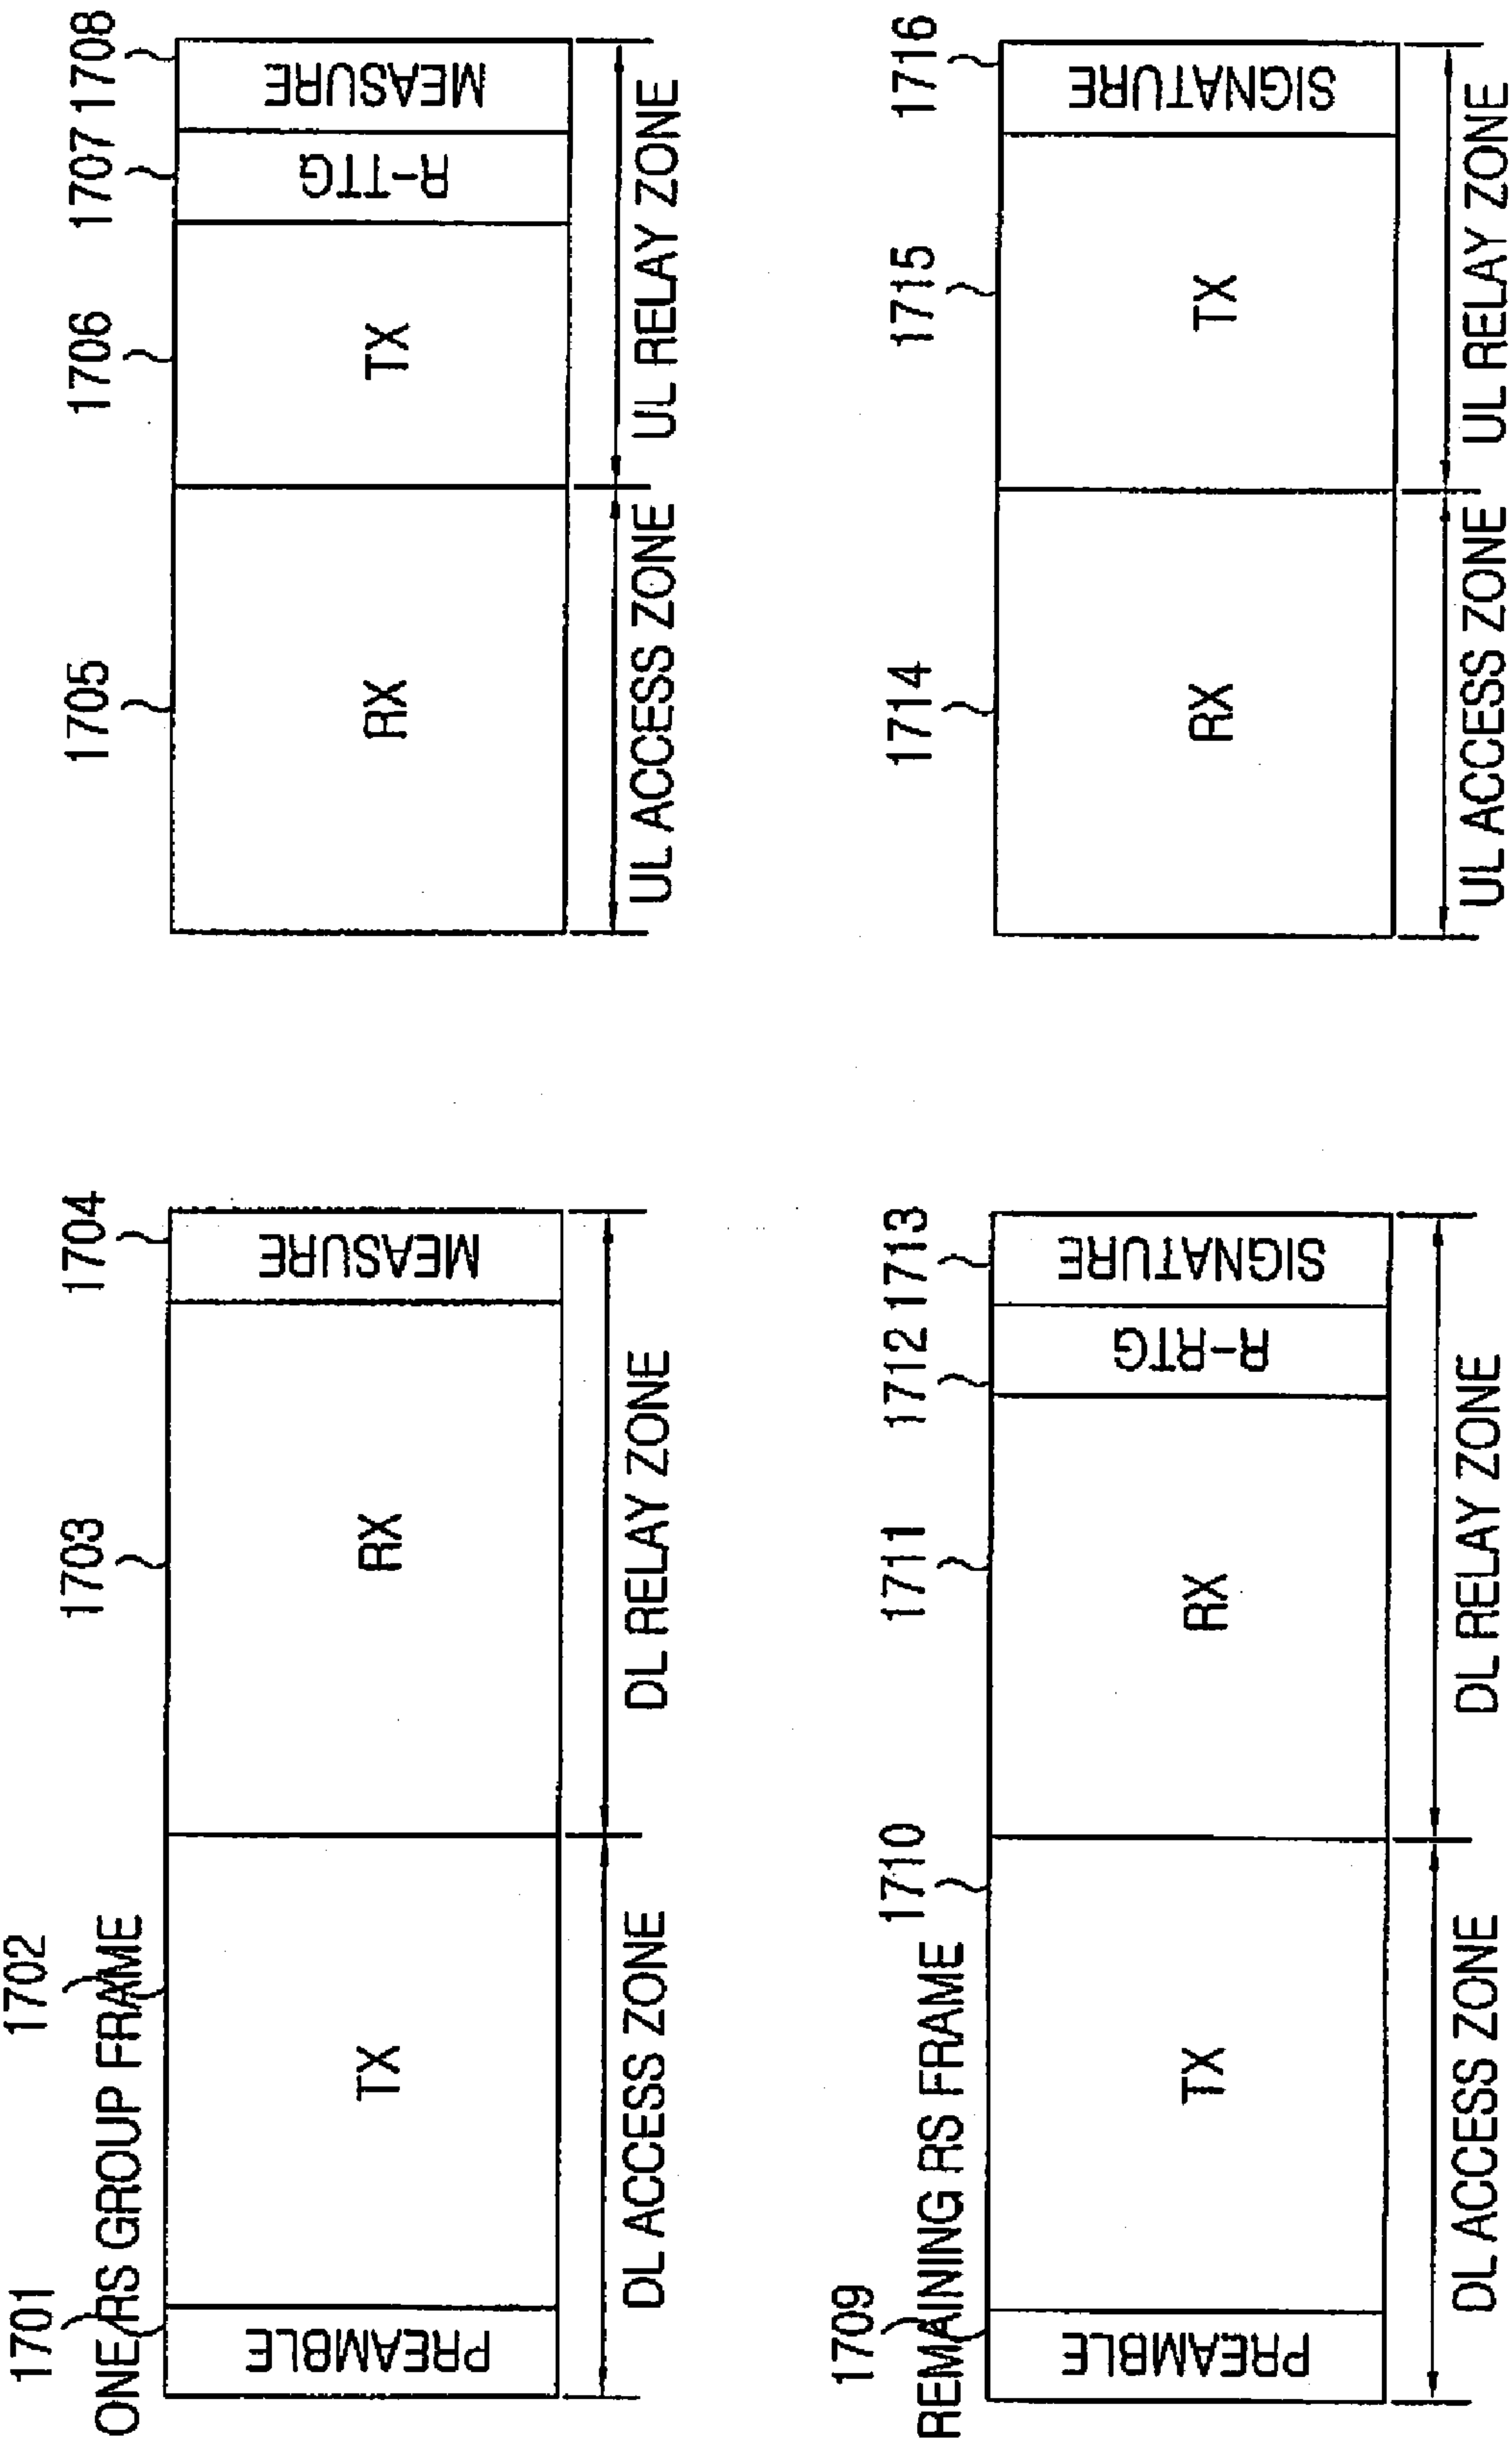 1701
1702
1703
1704
1705
1706
1707
1708
ONE RS GROUP FRAME
PREAMBLE
TX
RX
MEASURE
RX
TX
R-TTG
MEASURE
DL ACCESS ZONE
DL RELAY ZONE
UL ACCESS ZONE
UL RELAY ZONE
1709
1710
1711
1712
1713
1714
1715
1716
REMAINING RS FRAME
PREAMBLE
TX
RX
R-RTG
SIGNATURE
RX
TX
SIGNATURE
DL ACCESS ZONE
DL RELAY ZONE
UL ACCESS ZONE
UL RELAY ZONE